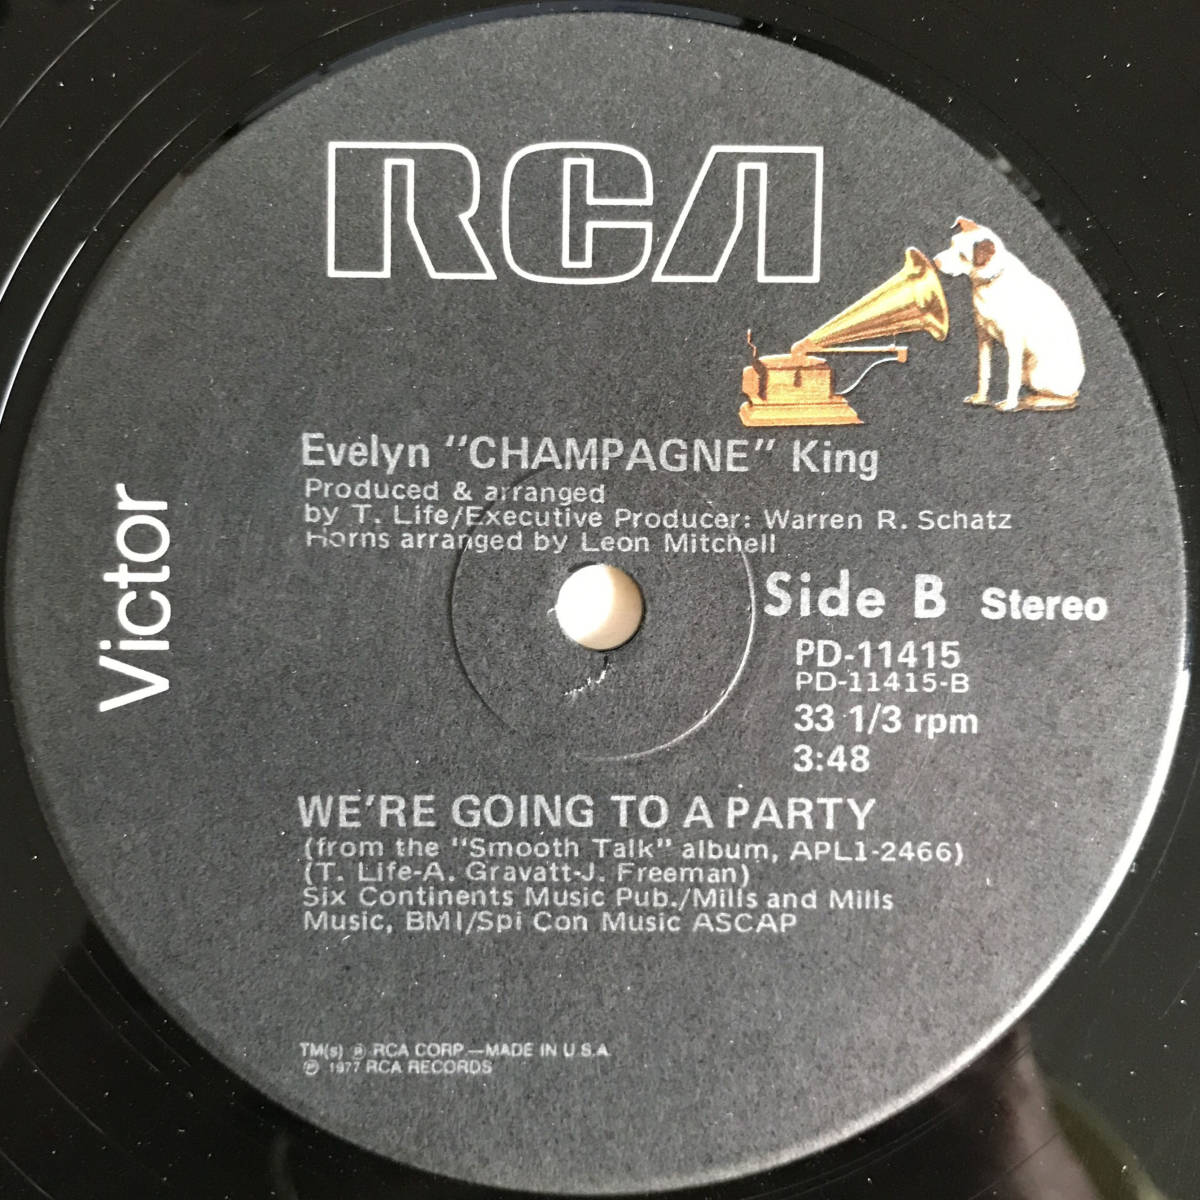 RCA
Victor
Evelyn "CHAMPAGNE" King
Produced & arranged
by T. Life/Executive Producer: Warren R. Schatz
Horns arranged by Leon Mitchell
Side B Stereo
PD-11415
PD-11415-B
33 1/3 rpm
3:48
WE'RE GOING TO A PARTY
(from the "Smooth Talk" album, APL1-2466)
(T. Life-A. Gravatt-J. Freeman)
Six Continents Music Pub./Mills and Mills
Music, BMI/Spi Con Music ASCAP
TM(s) ® RCA CORP.—MADE IN U.S.A.
℗ 1977 RCA RECORDS